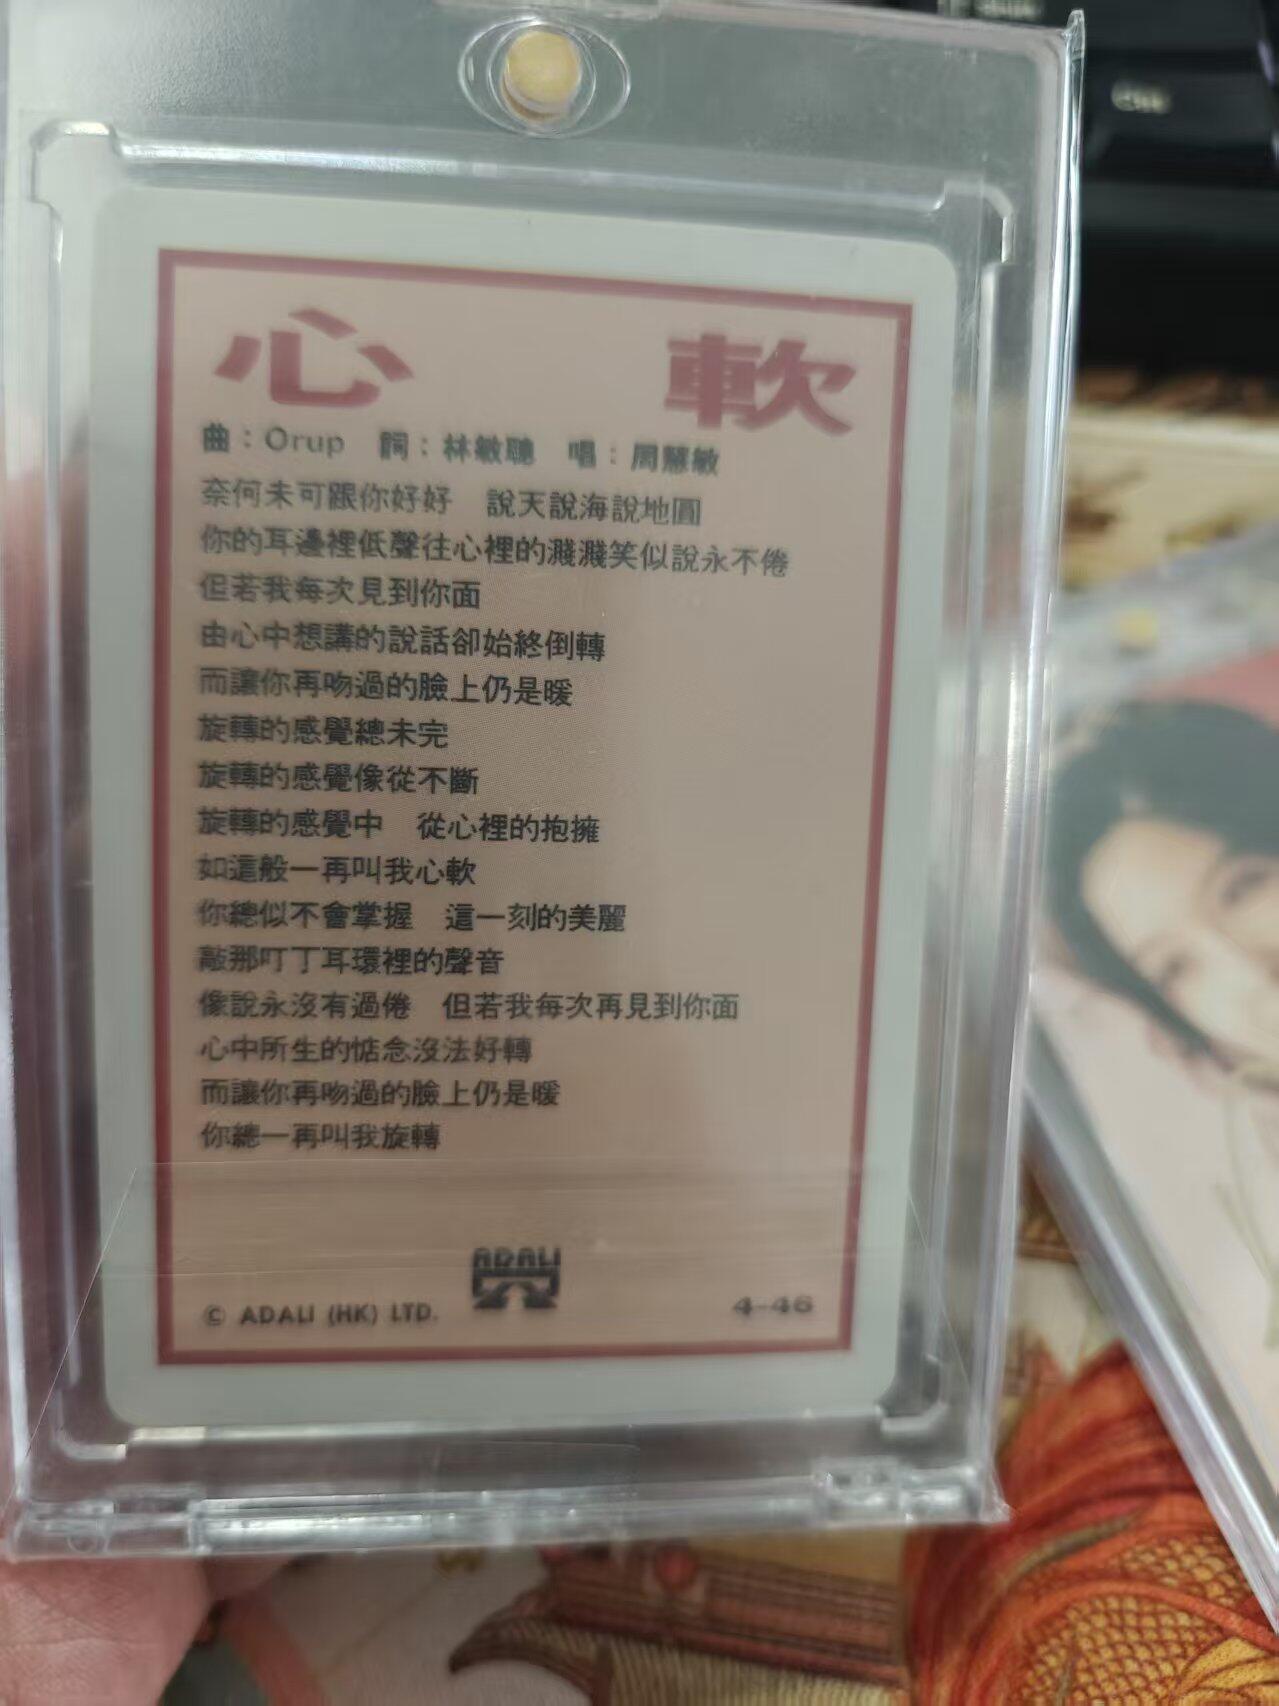 心 軟
曲：Orup 詞：林敏聰 唱：周慧敏
奈何未可跟你好好 說天說海說地圓
你的耳邊裡低聲往心裡的濺濺笑似說永不倦
但若我每次見到你面
由心中想講的說話卻始終倒轉
而讓你再吻過的臉上仍是暖
旋轉的感覺總未完
旋轉的感覺像從不斷
旋轉的感覺中 從心裡的抱擁
如這般一再叫我心軟
你總似不會掌握 這一刻的美麗
敲那叮丁耳環裡的聲音
像說永沒有過倦 但若我每次再見到你面
心中所生的惦念沒法好轉
而讓你再吻過的臉上仍是暖
你總一再叫我旋轉
ADALI
© ADALI (HK) LTD.
4-46